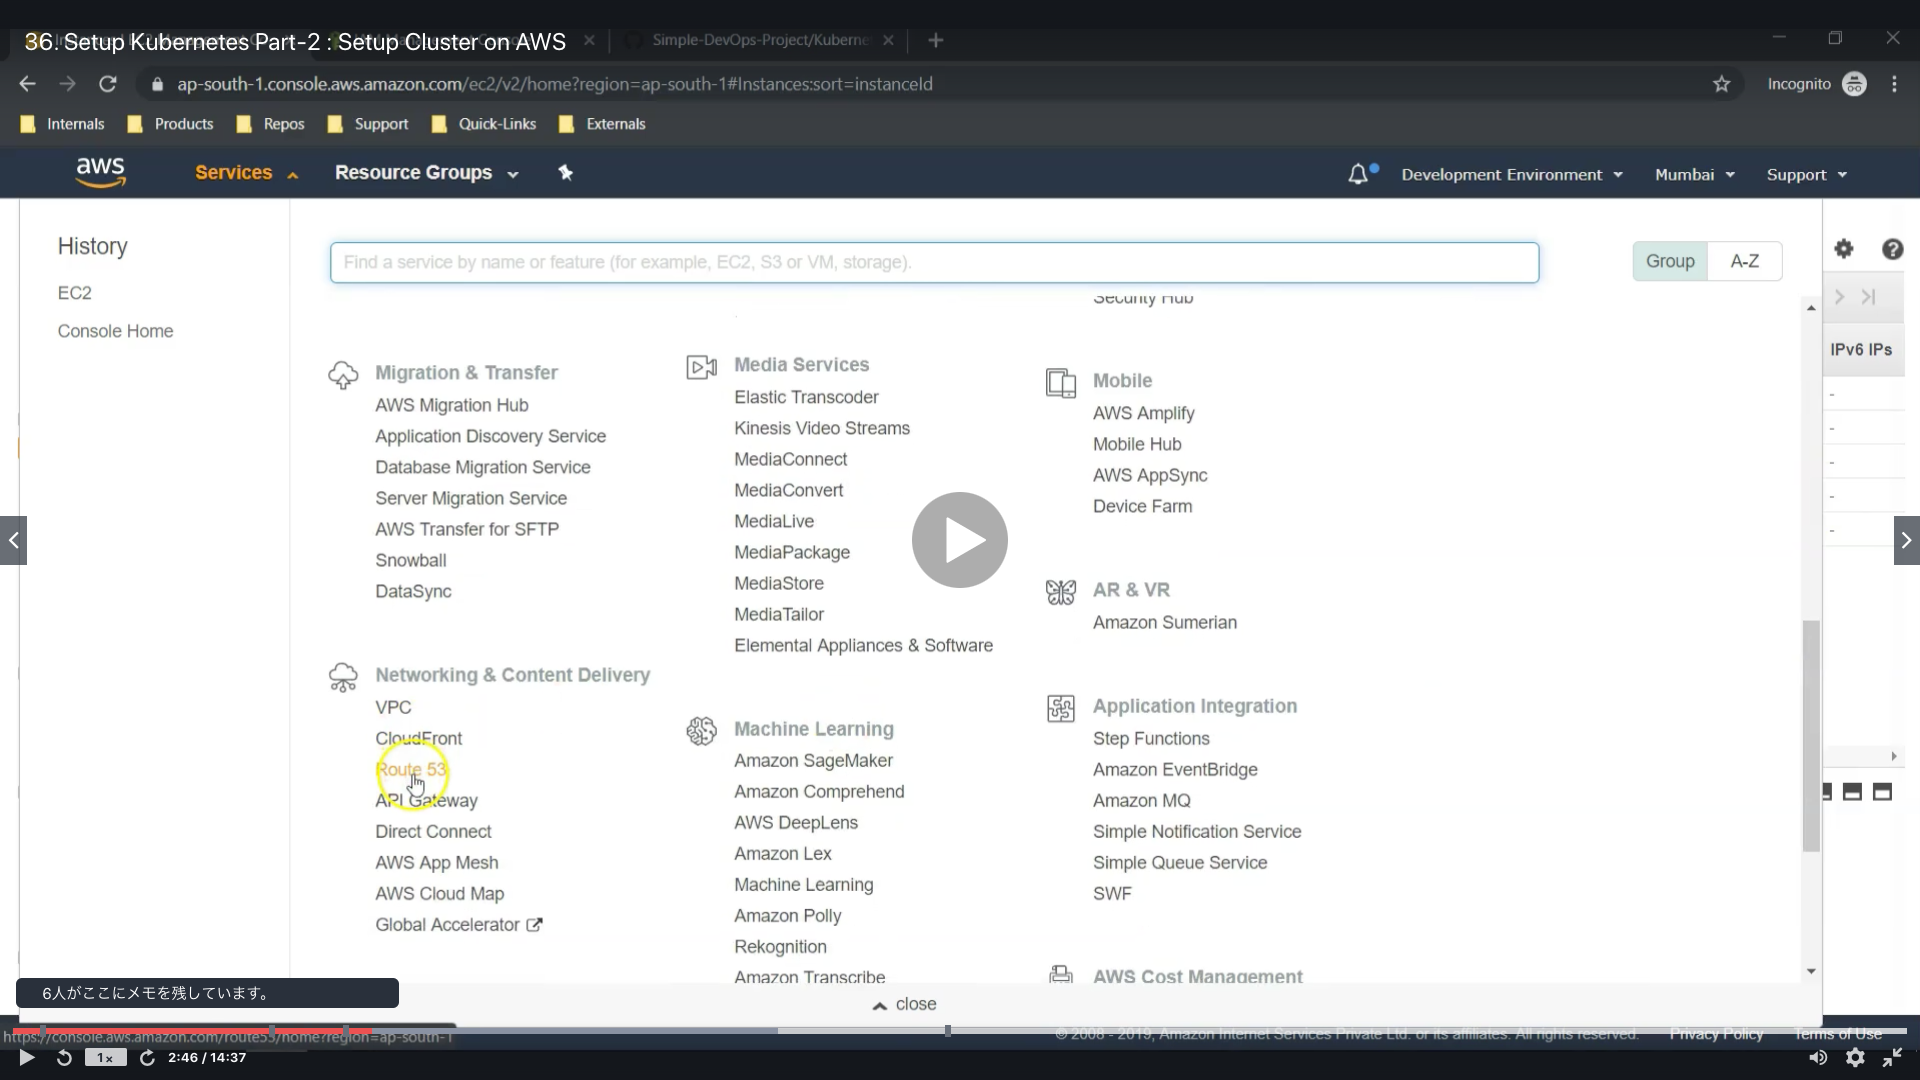 36. Setup Kubernetes Part-2 : Setup Cluster on AWS
Simple-DevOps-Project/Kuberne
ap-south-1.console.aws.amazon.com/ec2/v2/home?region=ap-south-1#Instances:sort=instanceId
Incognito
Internals
Products
Repos
Support
Quick-Links
Externals
aws
Services
Resource Groups
Development Environment
Mumbai
Support
History
EC2
Console Home
Find a service by name or feature (for example, EC2, S3 or VM, storage).
Group
A-Z
IPv6 IPs
Security Hub
Migration & Transfer
AWS Migration Hub
Application Discovery Service
Database Migration Service
Server Migration Service
AWS Transfer for SFTP
Snowball
DataSync
Networking & Content Delivery
VPC
CloudFront
Route 53
API Gateway
Direct Connect
AWS App Mesh
AWS Cloud Map
Global Accelerator
Media Services
Elastic Transcoder
Kinesis Video Streams
MediaConnect
MediaConvert
MediaLive
MediaPackage
MediaStore
MediaTailor
Elemental Appliances & Software
Machine Learning
Amazon SageMaker
Amazon Comprehend
AWS DeepLens
Amazon Lex
Machine Learning
Amazon Polly
Rekognition
Amazon Transcribe
Mobile
AWS Amplify
Mobile Hub
AWS AppSync
Device Farm
AR & VR
Amazon Sumerian
Application Integration
Step Functions
Amazon EventBridge
Amazon MQ
Simple Notification Service
Simple Queue Service
SWF
AWS Cost Management
6人がここにメモを残しています。
close
https://console.aws.amazon.com/route53/home?region=ap-south-1
© 2008 - 2019, Amazon Internet Services Private Ltd. or its affiliates. All rights reserved.
Privacy Policy
Terms of Use
1x
2:46 / 14:37